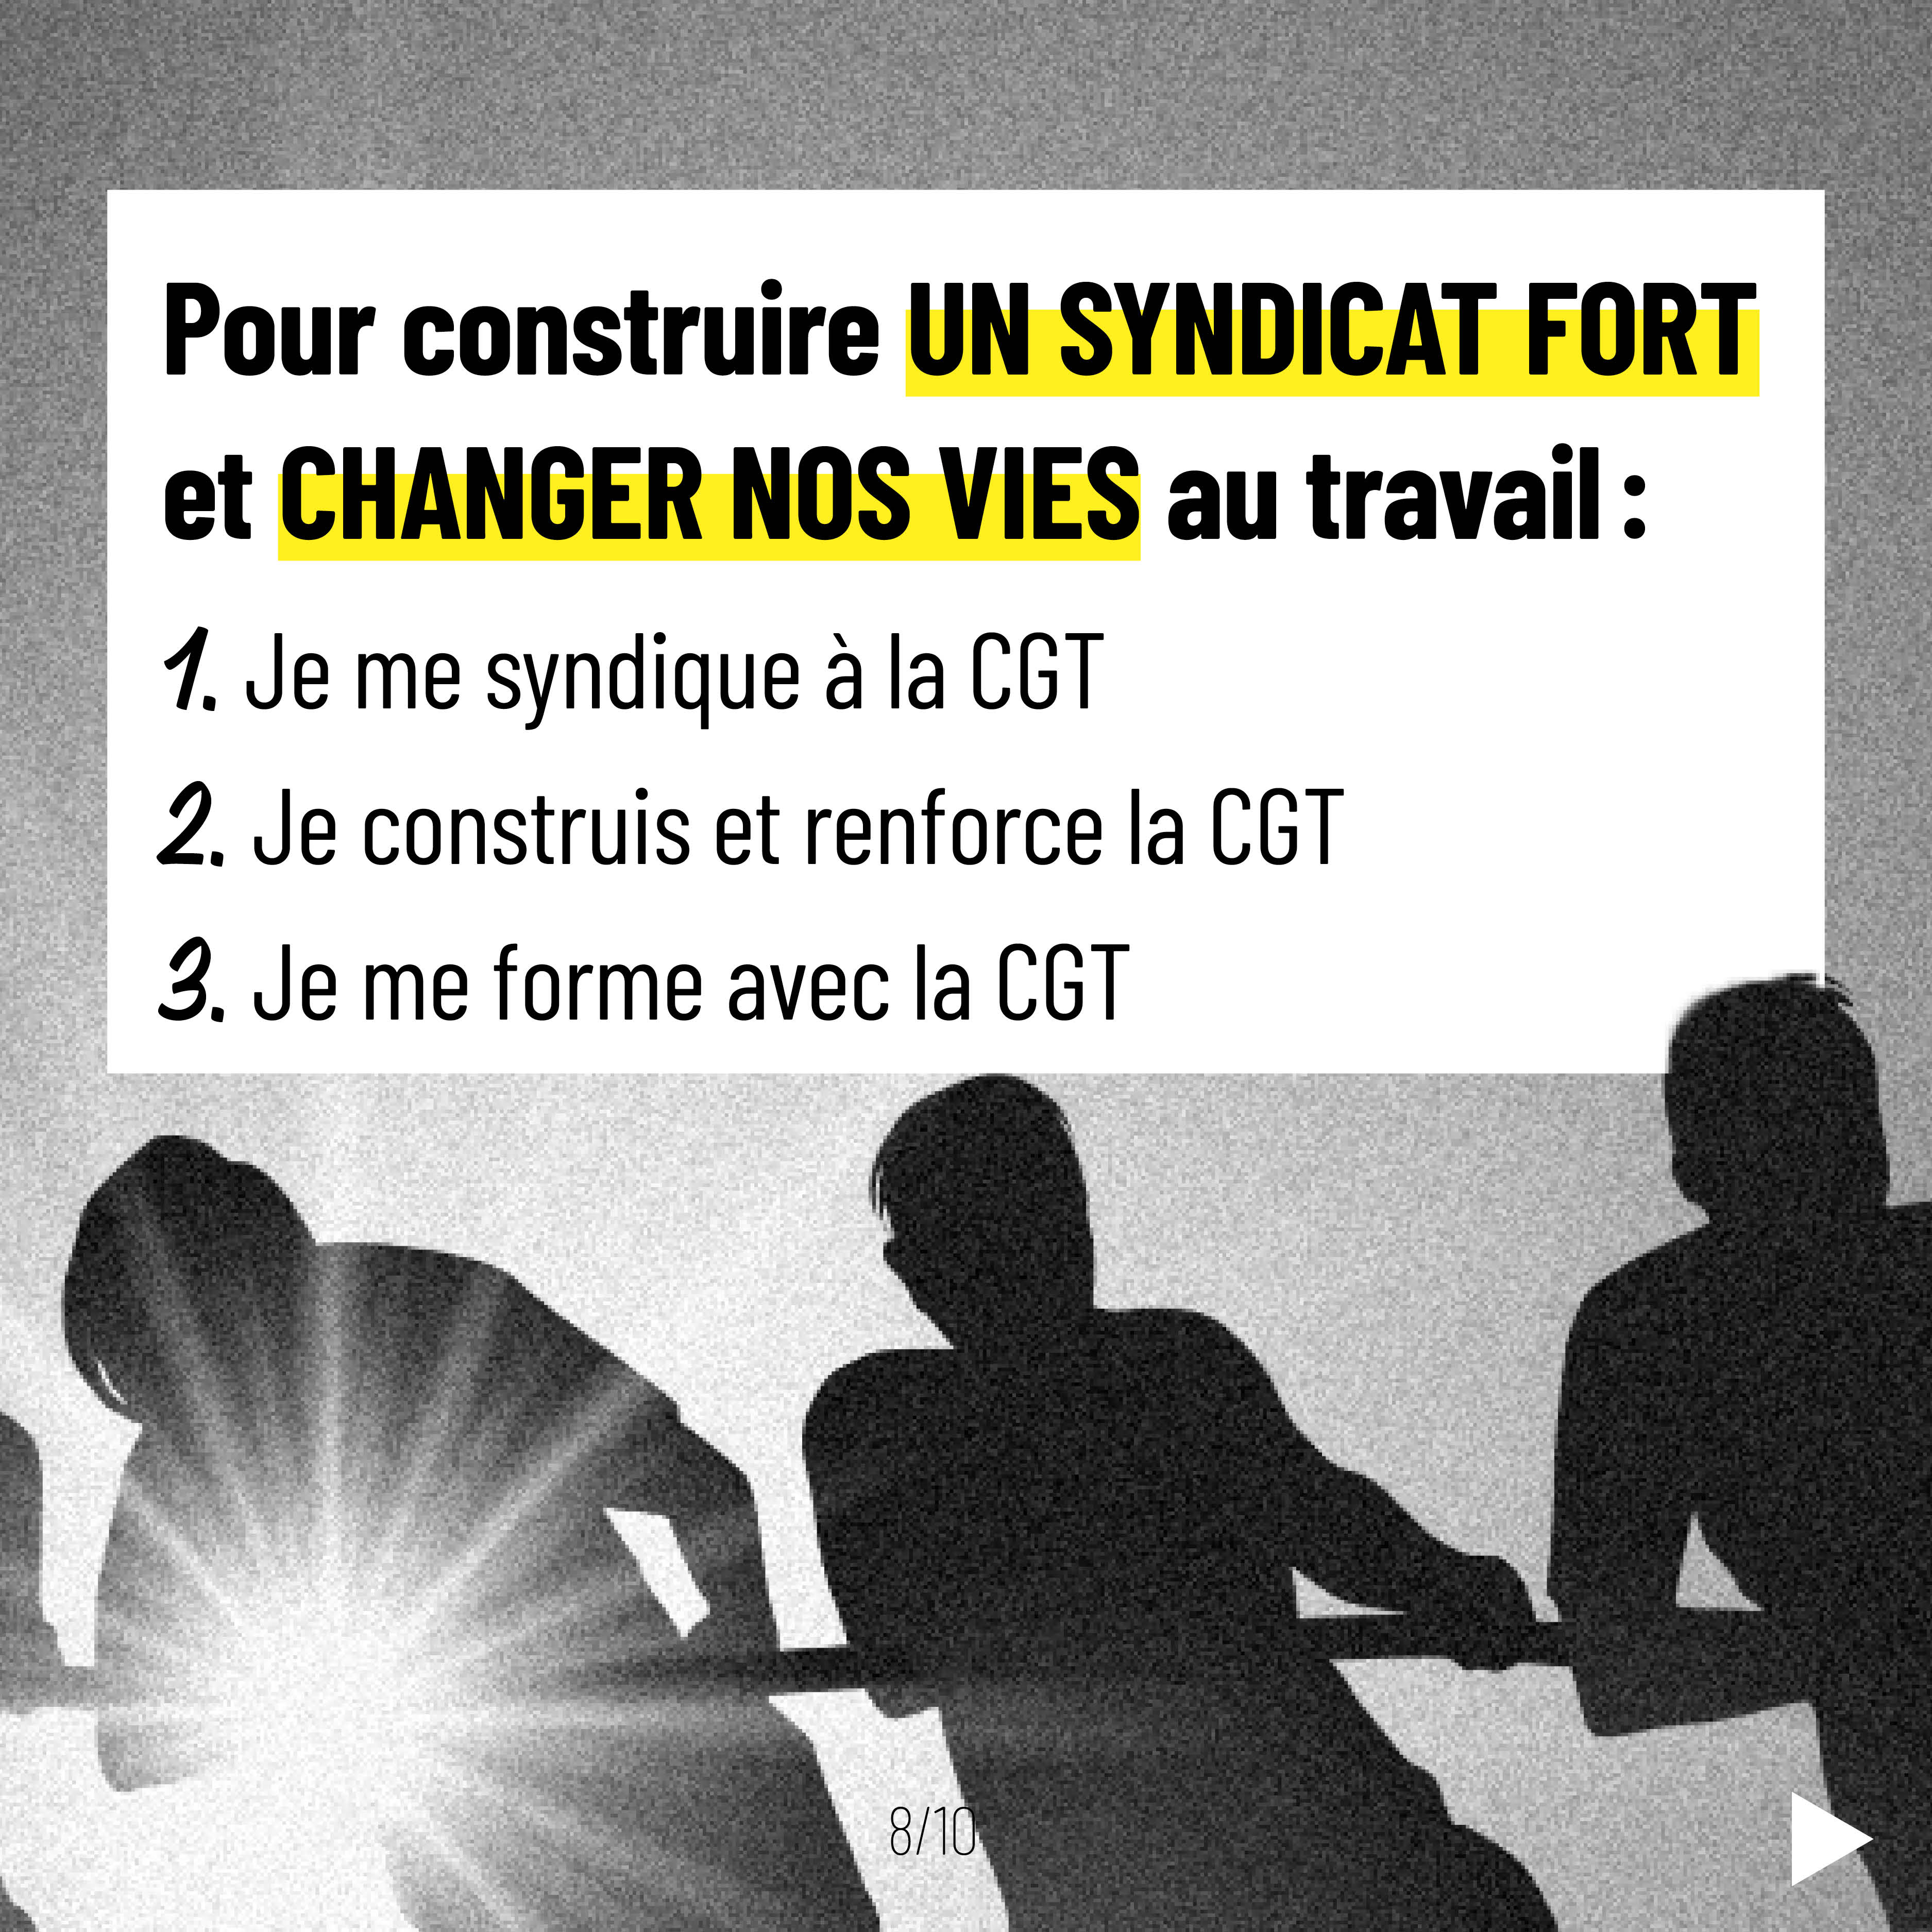 Pour construire UN SYNDICAT FORT
et CHANGER NOS VIES au travail :
1. Je me syndique à la CGT
2. Je construis et renforce la CGT
3. Je me forme avec la CGT
8/10